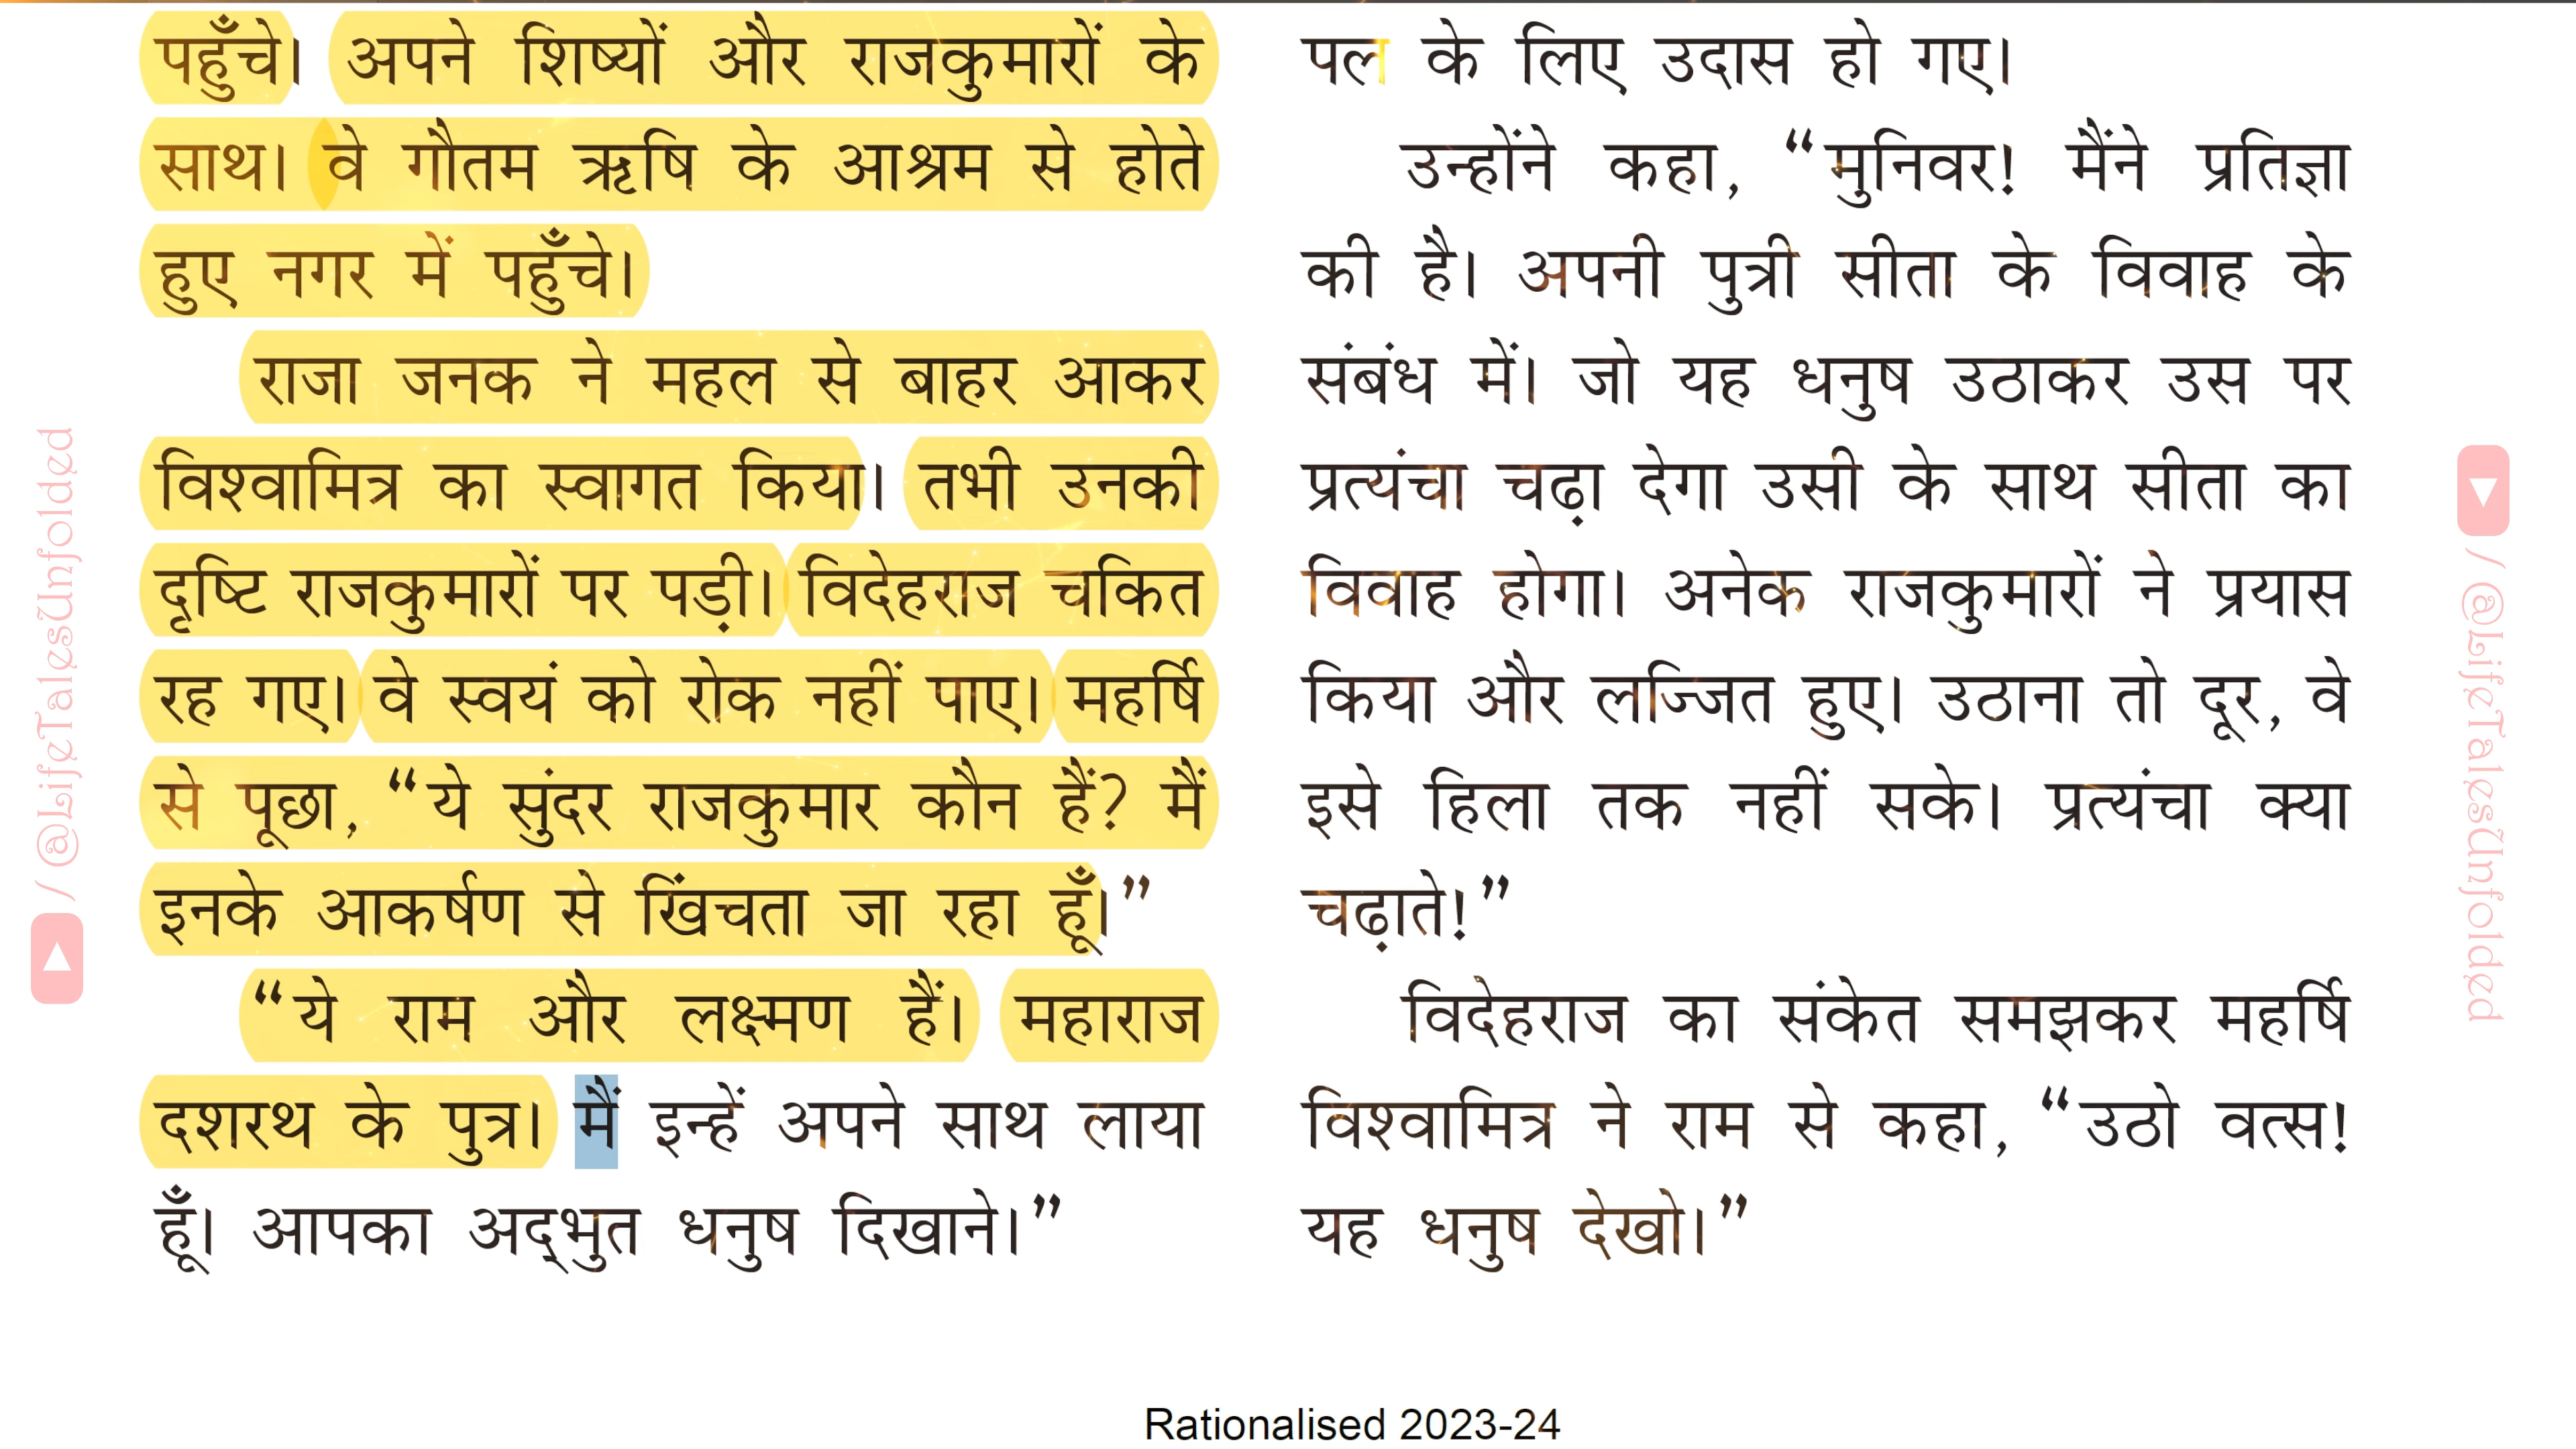 पहुँचे। अपने शिष्यों और राजकुमारों के
साथ। वे गौतम ऋषि के आश्रम से होते
हुए नगर में पहुँचे।
राजा जनक ने महल से बाहर आकर
विश्वामित्र का स्वागत किया। तभी उनकी
दृष्टि राजकुमारों पर पड़ी। विदेहराज चकित
रह गए। वे स्वयं को रोक नहीं पाए। महर्षि
से पूछा, “ये सुंदर राजकुमार कौन हैं? मैं
इनके आकर्षण से खिंचता जा रहा हूँ।”
“ये राम और लक्ष्मण हैं। महाराज
दशरथ के पुत्र। मैं इन्हें अपने साथ लाया
हूँ। आपका अद्‌भुत धनुष दिखाने।”
पल के लिए उदास हो गए।
उन्होंने कहा, “मुनिवर! मैंने प्रतिज्ञा
की है। अपनी पुत्री सीता के विवाह के
संबंध में। जो यह धनुष उठाकर उस पर
प्रत्यंचा चढ़ा देगा उसी के साथ सीता का
विवाह होगा। अनेक राजकुमारों ने प्रयास
किया और लज्जित हुए। उठाना तो दूर, वे
इसे हिला तक नहीं सके। प्रत्यंचा क्या
चढ़ाते!”
विदेहराज का संकेत समझकर महर्षि
विश्वामित्र ने राम से कहा, “उठो वत्स!
यह धनुष देखो।”
Rationalised 2023-24
/ @LifeTalesUnfolded
/ @LifeTalesUnfolded